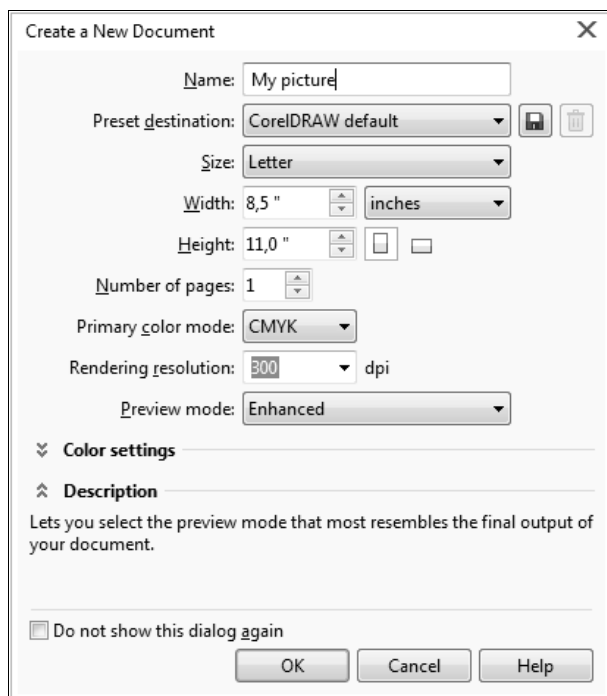 Create a New Document
Name: My picture
Preset destination: CorelDRAW default
Size: Letter
Width: 8,5 " inches
Height: 11,0 "
Number of pages: 1
Primary color mode: CMYK
Rendering resolution: 300 dpi
Preview mode: Enhanced
Color settings
Description
Lets you select the preview mode that most resembles the final output of
your document.
Do not show this dialog again
OK Cancel Help